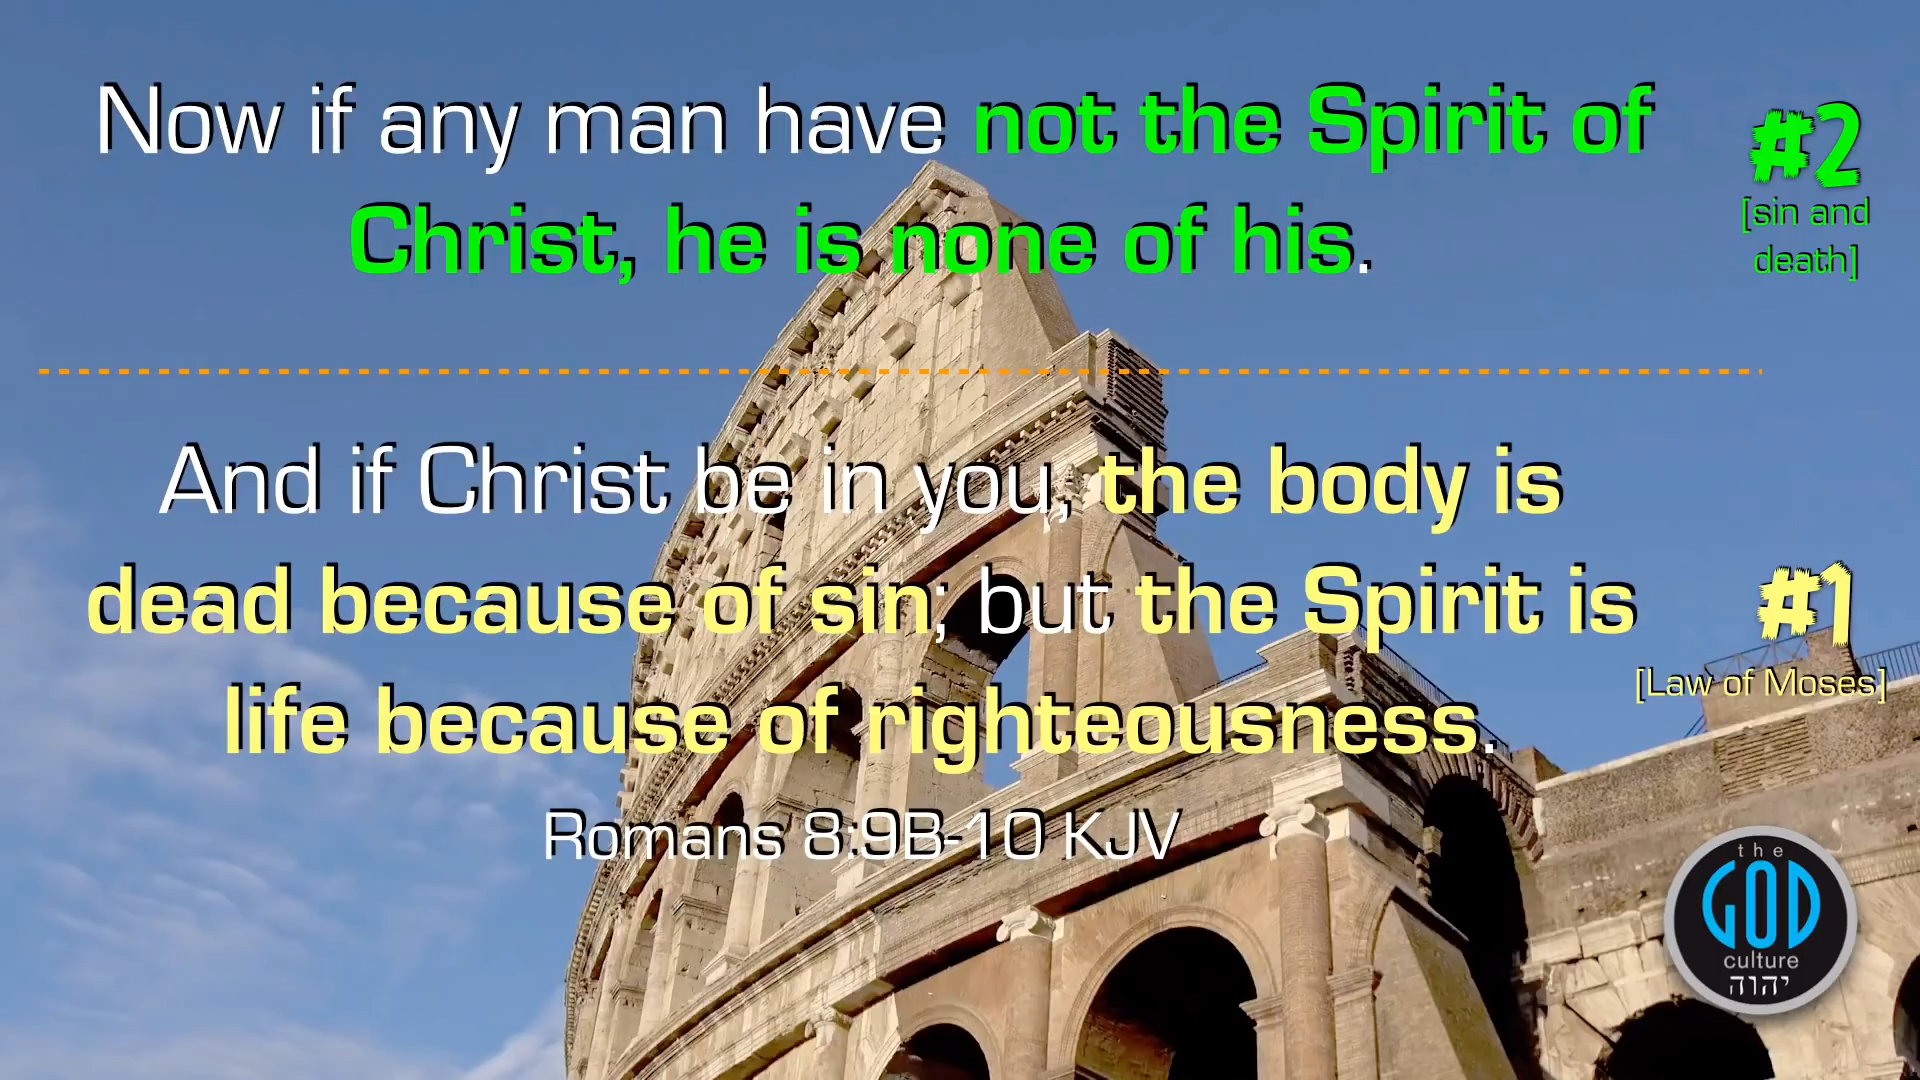 Now if any man have not the Spirit of
Christ, he is none of his.
#2
[sin and
death]
And if Christ be in you, the body is
dead because of sin; but the Spirit is
life because of righteousness.
#1
[Law of Moses]
Romans 8:9B-10 KJV
the
GOD
culture
יהוה